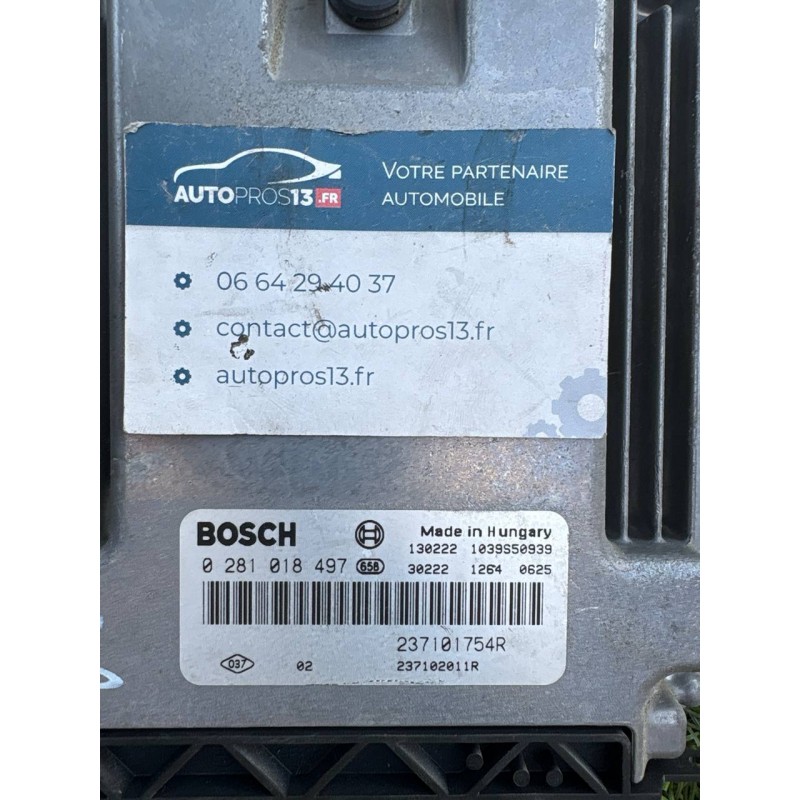 AUTOPROS13.FR
VOTRE PARTENAIRE
AUTOMOBILE
06 64 29 40 37
contact@autopros13.fr
autopros13.fr
BOSCH
Made in Hungary
130222 1039S50939
0 281 018 497 658
30222 1264 0625
237101754R
037 02 237102011R